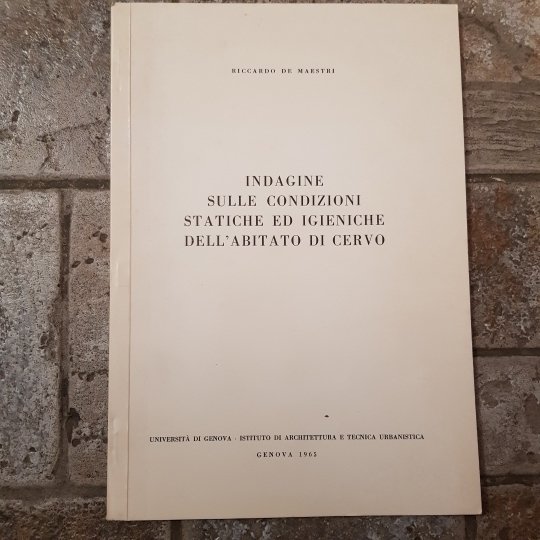 RICCARDO DE MAESTRI
INDAGINE
SULLE CONDIZIONI
STATICHE ED IGIENICHE
DELL'ABITATO DI CERVO
UNIVERSITÀ DI GENOVA - ISTITUTO DI ARCHITETTURA E TECNICA URBANISTICA
GENOVA 1965